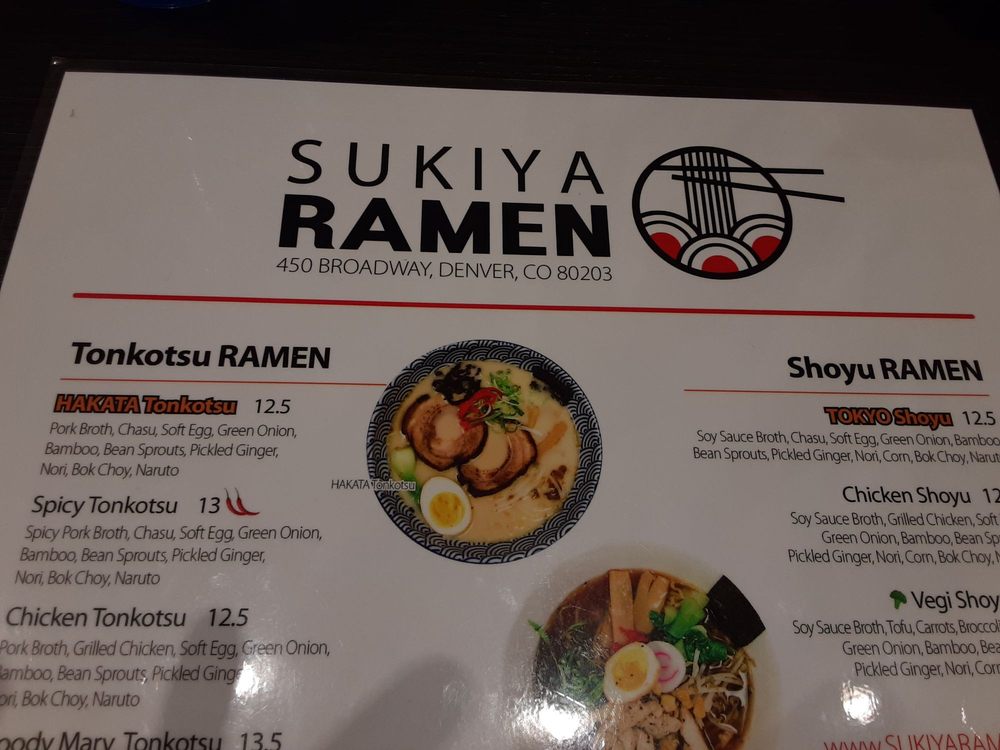 SUKIYA
RAMEN
450 BROADWAY, DENVER, CO 80203
Tonkotsu RAMEN
HAKATA Tonkotsu 12.5
Pork Broth, Chasu, Soft Egg, Green Onion,
Bamboo, Bean Sprouts, Pickled Ginger,
Nori, Bok Choy, Naruto
Spicy Tonkotsu 13
Spicy Pork Broth, Chasu, Soft Egg, Green Onion,
Bamboo, Bean Sprouts, Pickled Ginger,
Nori, Bok Choy, Naruto
Chicken Tonkotsu 12.5
Pork Broth, Grilled Chicken, Soft Egg, Green Onion,
Bamboo, Bean Sprouts, Pickled Ginger,
Bok Choy, Naruto
Mary Tonkotsu 13.5
HAKATA Tonkotsu
Shoyu RAMEN
TOKYO Shoyu 12.5
Soy Sauce Broth, Chasu, Soft Egg, Green Onion, Bamboo
Bean Sprouts, Pickled Ginger, Nori, Corn, Bok Choy,
Chicken Shoyu
Soy Sauce Broth, Grilled Chicken, Soft
Green Onion, Bamboo, Bean
Pickled Ginger, Nori, Corn, Bok Choy,
Vegi
Soy Sauce Broth, Tofu, Carrots,
Green Onion, Bamboo,
Pickled Ginger, Nori,